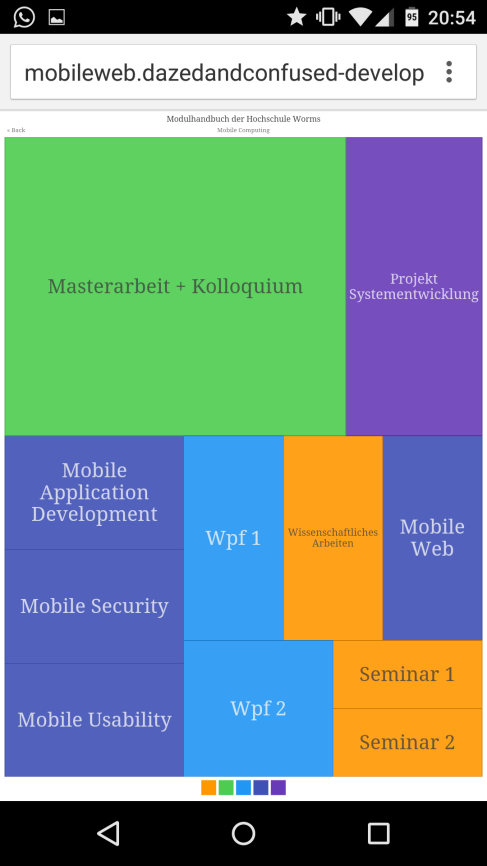 95
20:54
mobileweb.dazedandconfused-develop
Modulhandbuch der Hochschule Worms
« Back
Mobile Computing
Masterarbeit + Kolloquium
Projekt
Systementwicklung
Mobile
Application
Development
Wpf 1
Wissenschaftliches
Arbeiten
Mobile
Web
Mobile Security
Mobile Usability
Wpf 2
Seminar 1
Seminar 2